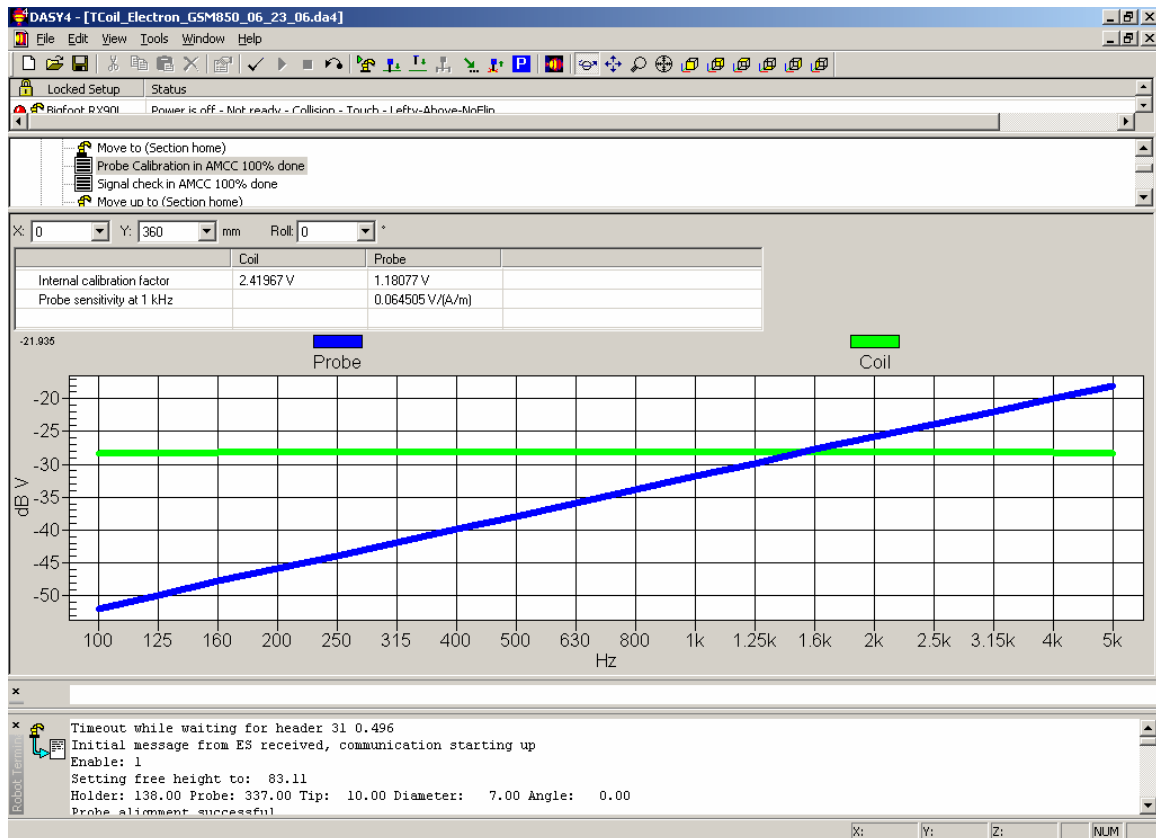 DASY4 - [TCoil_Electron_GSM850_06_23_06.da4]
File Edit View Tools Window Help
P
Locked Setup Status
Bigfoot RX90L Power is off - Not ready - Collision - Touch - Lefty-Above-NoFlip
Move to (Section home)
Probe Calibration in AMCC 100% done
Signal check in AMCC 100% done
Move up to (Section home)
X: 0 Y: 360 mm Roll: 0 °
Coil Probe
Internal calibration factor 2.41967 V 1.18077 V
Probe sensitivity at 1 kHz 0.064505 V/(A/m)
-21.935
Probe Coil
-20
-25
-30
-35
-40
-45
-50
dB V
100 125 160 200 250 315 400 500 630 800 1k 1.25k 1.6k 2k 2.5k 3.15k 4k 5k
Hz
Timeout while waiting for header 31 0.496
Initial message from ES received, communication starting up
Enable: 1
Setting free height to: 83.11
Holder: 138.00 Probe: 337.00 Tip: 10.00 Diameter: 7.00 Angle: 0.00
Probe alignment successful
Robot Termin
X: Y: Z: NUM